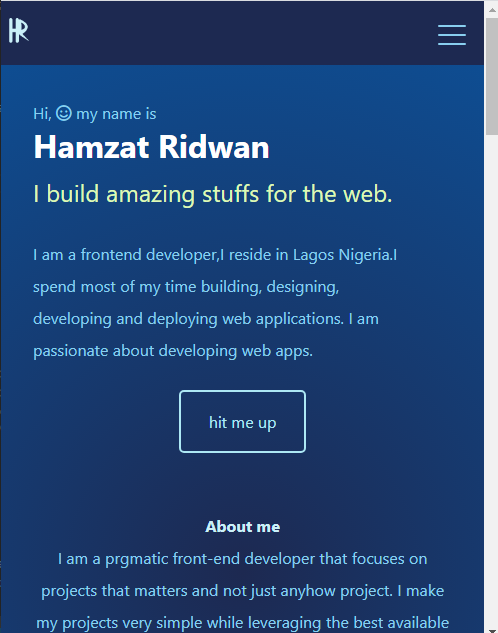 HR
Hi, ☺ my name is
Hamzat Ridwan
I build amazing stuffs for the web.
I am a frontend developer,I reside in Lagos Nigeria.I
spend most of my time building, designing,
developing and deploying web applications. I am
passionate about developing web apps.
hit me up
About me
I am a prgmatic front-end developer that focuses on
projects that matters and not just anyhow project. I make
my projects very simple while leveraging the best available